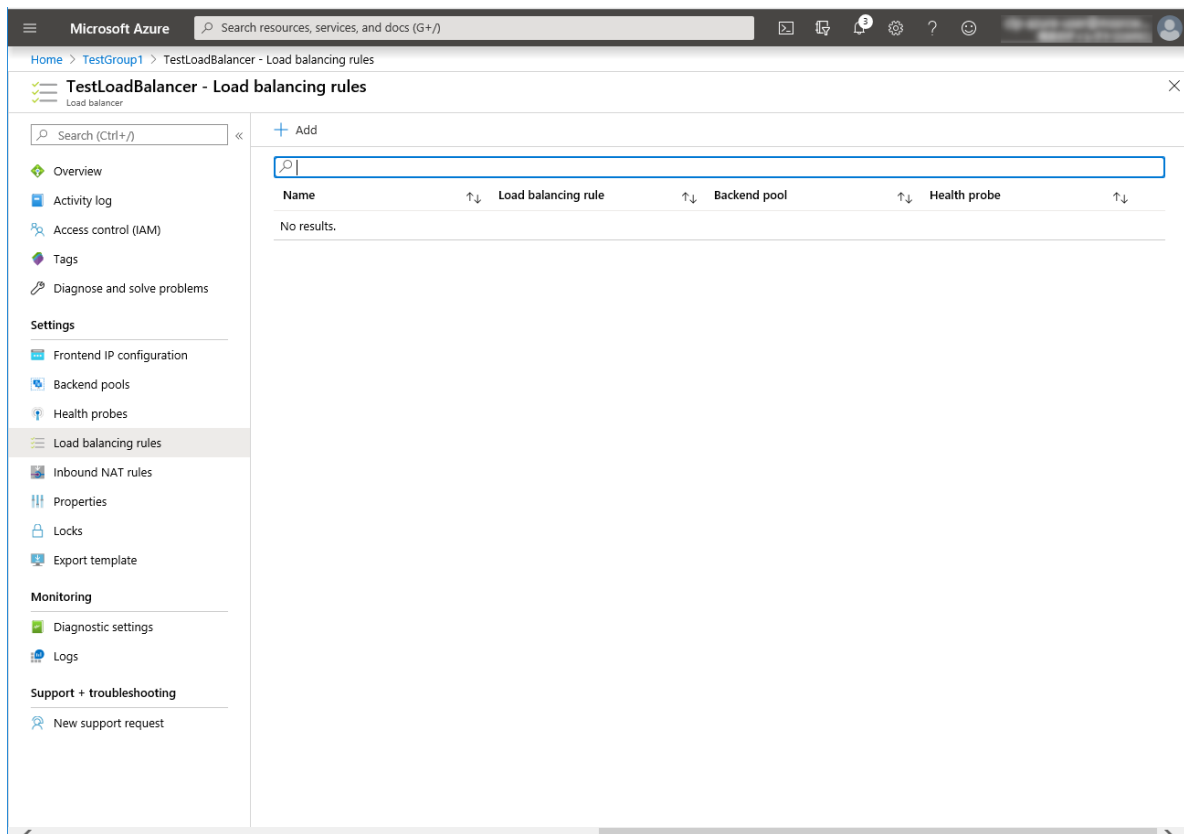 Microsoft Azure
Search resources, services, and docs (G+/)
3
Home > TestGroup1 > TestLoadBalancer - Load balancing rules
TestLoadBalancer - Load balancing rules
Load balancer
Search (Ctrl+/)
«
Add
Overview
Activity log
Access control (IAM)
Tags
Diagnose and solve problems
Settings
Frontend IP configuration
Backend pools
Health probes
Load balancing rules
Inbound NAT rules
Properties
Locks
Export template
Monitoring
Diagnostic settings
Logs
Support + troubleshooting
New support request
Name Load balancing rule Backend pool Health probe
No results.